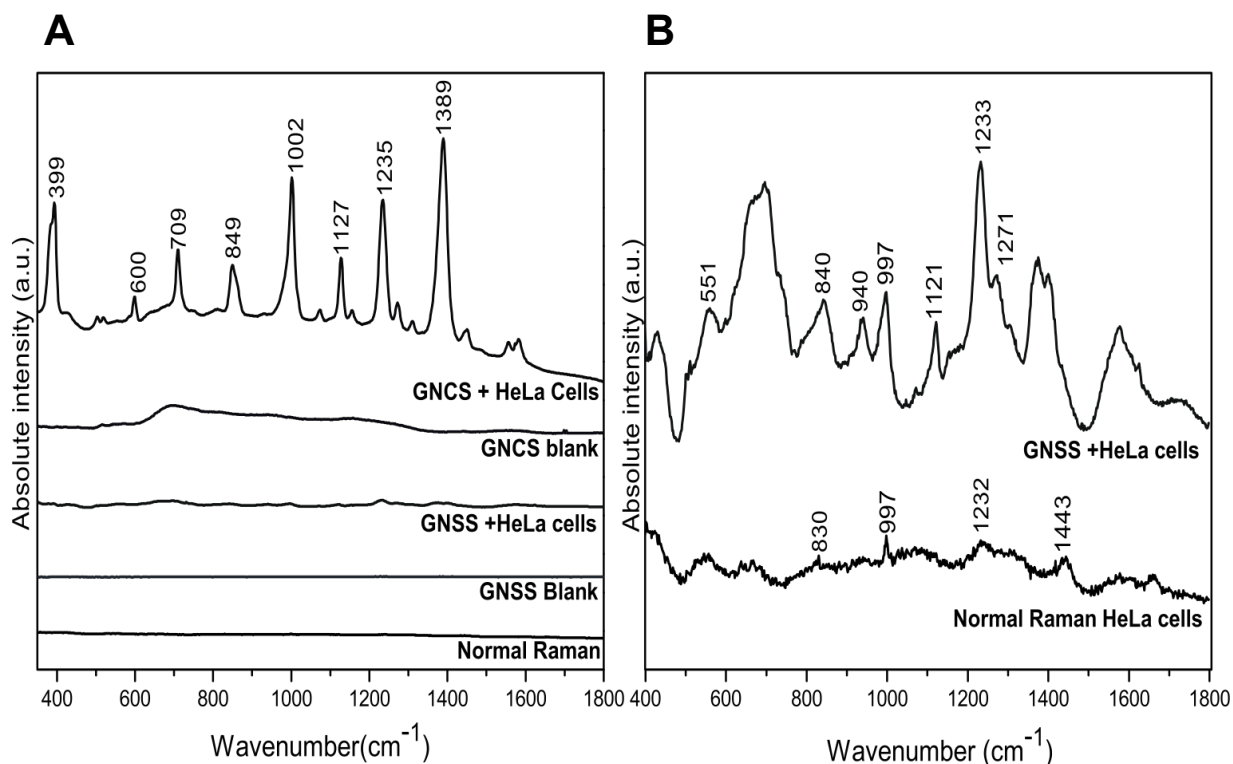 A
Absolute intensity (a.u.)
399
600
709
849
1002
1127
1235
1389
GNCS + HeLa Cells
GNCS blank
GNSS +HeLa cells
GNSS Blank
Normal Raman
400 600 800 1000 1200 1400 1600 1800
Wavenumber(cm⁻¹)
B
Absolute intensity (a.u.)
551
840
940
997
1121
1233
1271
GNSS +HeLa cells
830
997
1232
1443
Normal Raman HeLa cells
400 600 800 1000 1200 1400 1600 1800
Wavenumber (cm⁻¹)